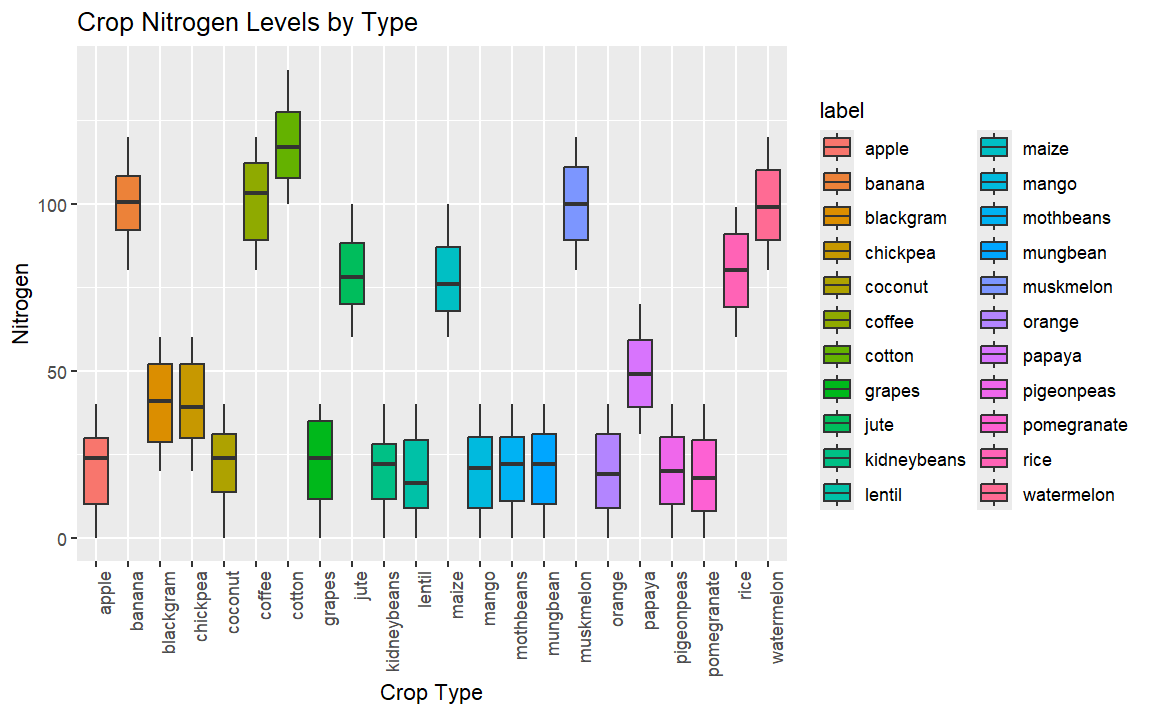 Crop Nitrogen Levels by Type
Nitrogen
100
50
0
apple
banana
blackgram
chickpea
coconut
coffee
cotton
grapes
jute
kidneybeans
lentil
maize
mango
mothbeans
mungbean
muskmelon
orange
papaya
pigeonpeas
pomegranate
rice
watermelon
Crop Type
label
apple
banana
blackgram
chickpea
coconut
coffee
cotton
grapes
jute
kidneybeans
lentil
maize
mango
mothbeans
mungbean
muskmelon
orange
papaya
pigeonpeas
pomegranate
rice
watermelon